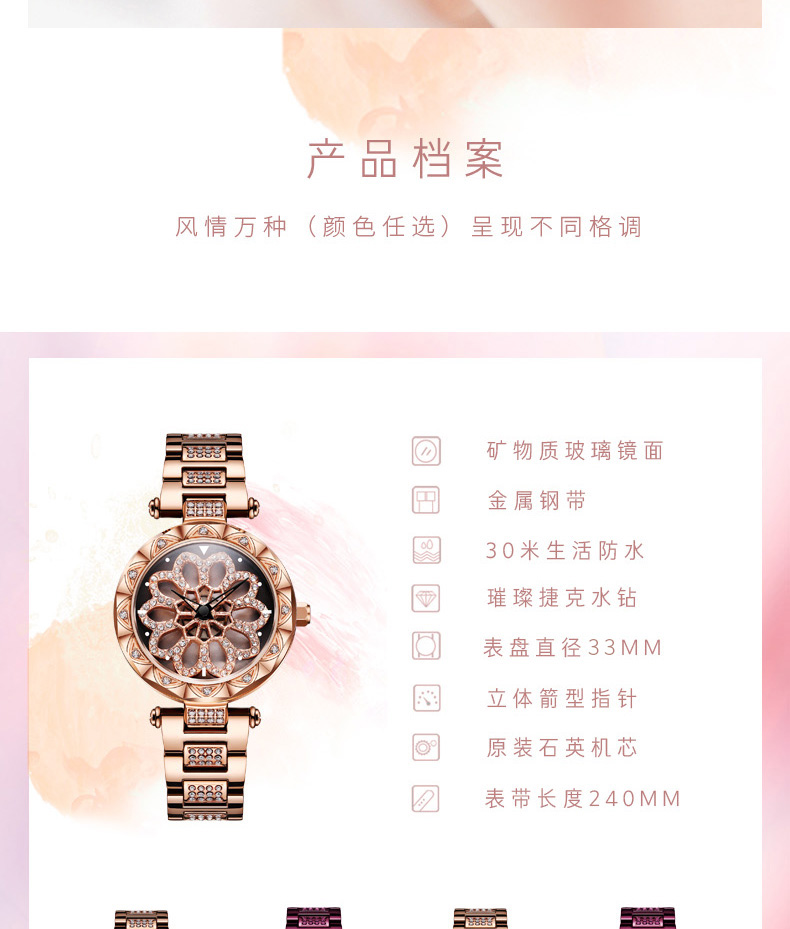 产品档案
风情万种（颜色任选）呈现不同格调
矿物质玻璃镜面
金属钢带
30米生活防水
璀璨捷克水钻
表盘直径33MM
立体箭型指针
原装石英机芯
表带长度240MM